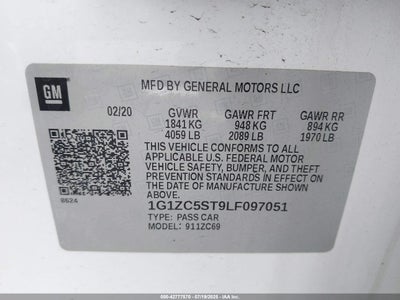 GM
MFD BY GENERAL MOTORS LLC
02/20 GVWR GAWR FRT GAWR RR
1841 KG 948 KG 894 KG
4059 LB 2089 LB 1970 LB
THIS VEHICLE CONFORMS TO ALL
APPLICABLE U.S. FEDERAL MOTOR
VEHICLE SAFETY, BUMPER, AND THEFT
PREVENTION STANDARDS IN EFFECT ON
THE DATE OF MANUFACTURE SHOWN ABOVE.
8624
1G1ZC5ST9LF097051
TYPE: PASS CAR
MODEL: 911ZC69